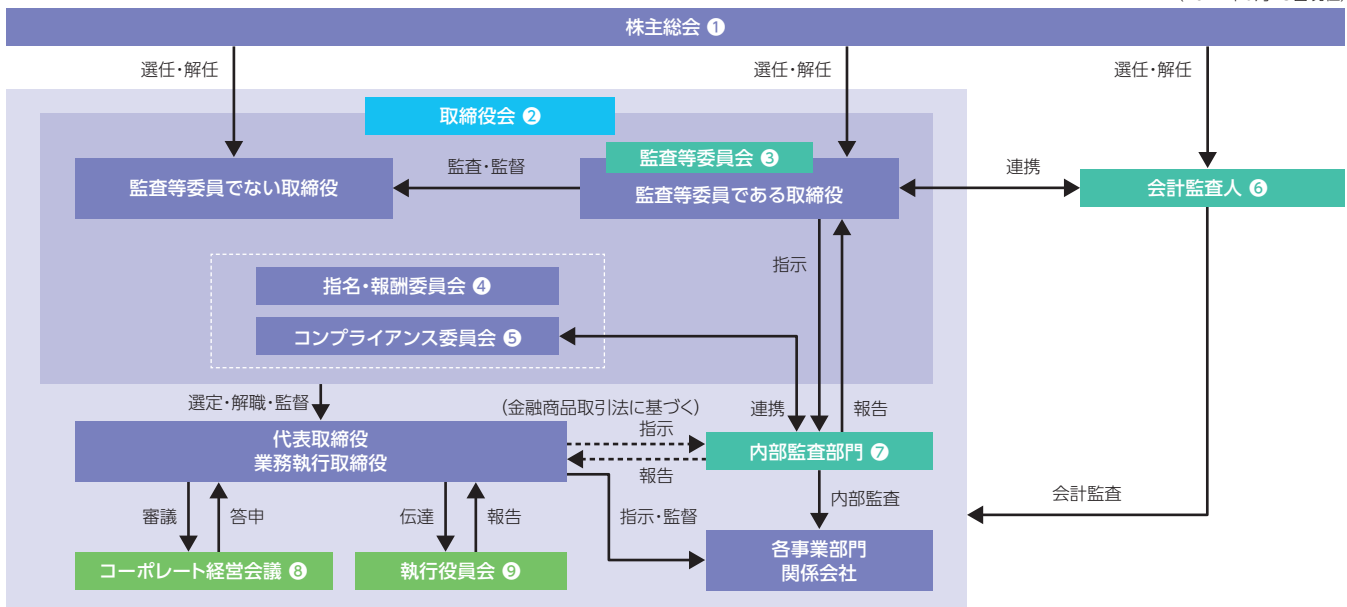 株主総会 ❶
選任・解任
選任・解任
選任・解任
取締役会 ❷
監査等委員会 ❸
監査等委員でない取締役
監査・監督
監査等委員である取締役
連携
会計監査人 ❻
指示
指名・報酬委員会 ❹
コンプライアンス委員会 ❺
選定・解職・監督
(金融商品取引法に基づく)
指示
連携
報告
代表取締役
業務執行取締役
内部監査部門 ❼
報告
審議
答申
伝達
報告
指示・監督
内部監査
会計監査
コーポレート経営会議 ❽
執行役員会 ❾
各事業部門
関係会社